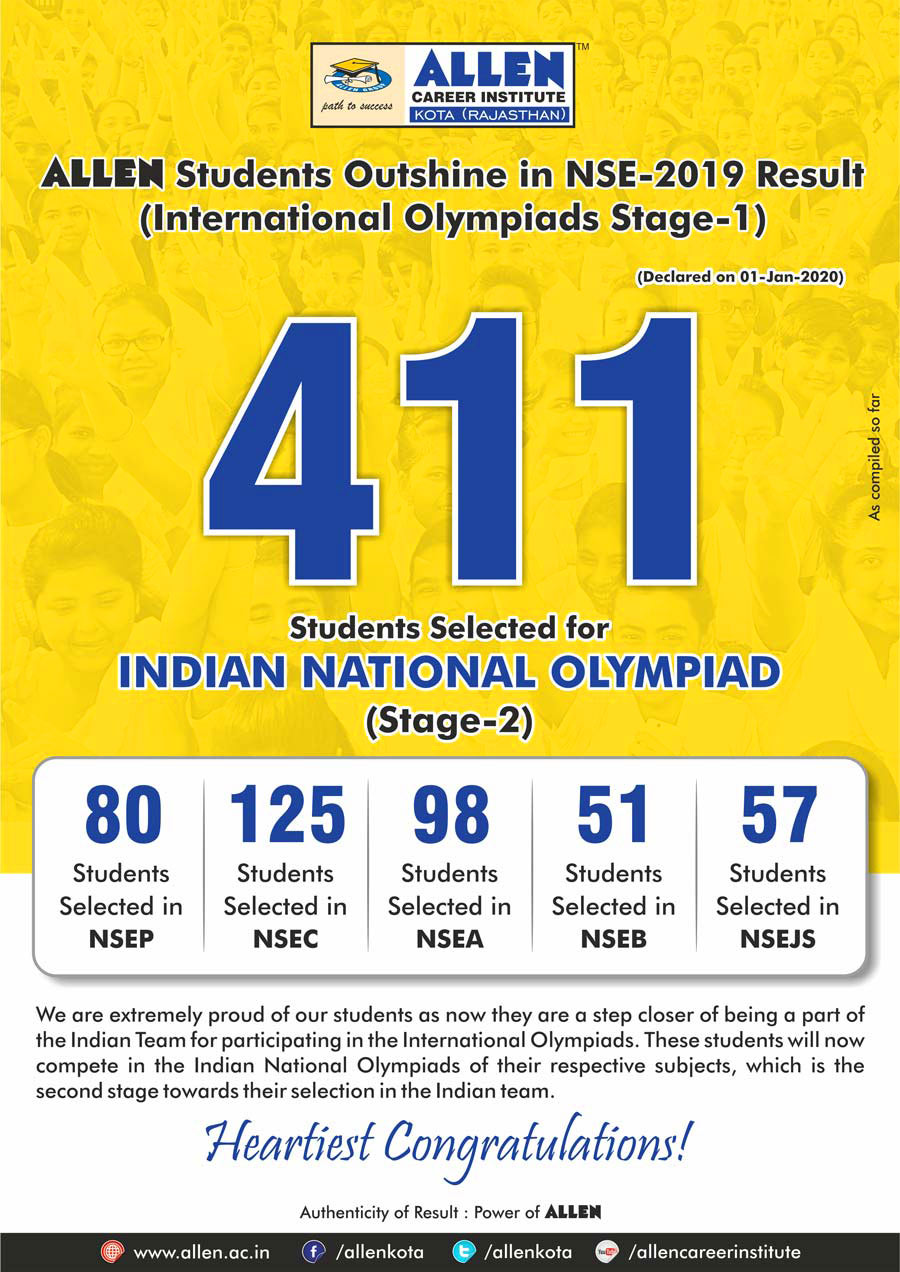 ALLEN GROUP
path to success
ALLEN™
CAREER INSTITUTE
KOTA (RAJASTHAN)
ALLEN Students Outshine in NSE-2019 Result
(International Olympiads Stage-1)
(Declared on 01-Jan-2020)
411
As compiled so far
Students Selected for
INDIAN NATIONAL OLYMPIAD
(Stage-2)
80
Students
Selected in
NSEP
125
Students
Selected in
NSEC
98
Students
Selected in
NSEA
51
Students
Selected in
NSEB
57
Students
Selected in
NSEJS
We are extremely proud of our students as now they are a step closer of being a part of
the Indian Team for participating in the International Olympiads. These students will now
compete in the Indian National Olympiads of their respective subjects, which is the
second stage towards their selection in the Indian team.
Heartiest Congratulations!
Authenticity of Result : Power of ALLEN
www.allen.ac.in /allenkota /allenkota YouTube /allencareerinstitute